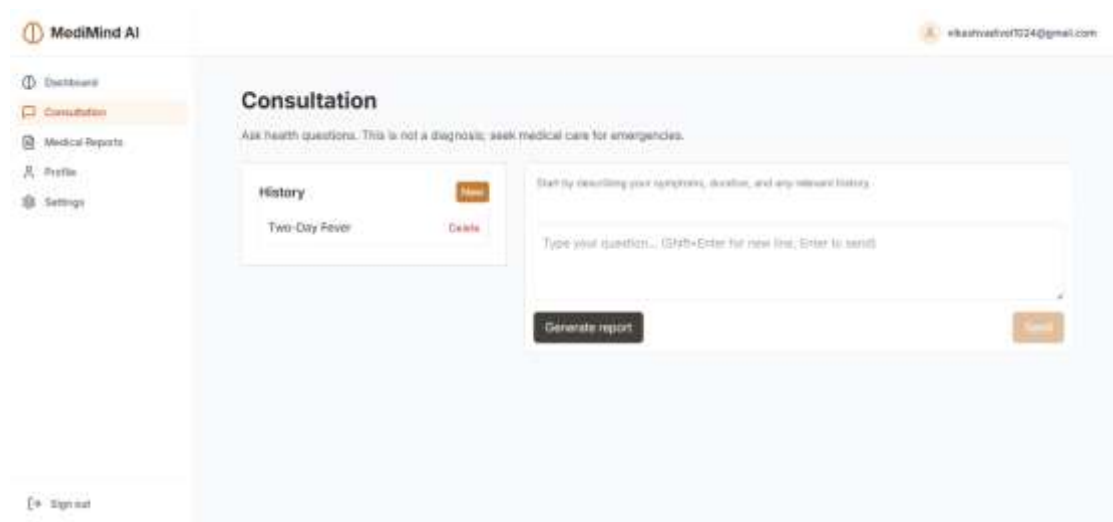 MediMind AI
Dashboard
Consultation
Medical Reports
Profile
Settings
Sign out
Consultation
Ask health questions. This is not a diagnosis; seek medical care for emergencies.
History
New
Two-Day Fever
Delete
Start by describing your symptoms, duration, and any relevant history.
Type your question... (Shift+Enter for new line, Enter to send)
Generate report
Send